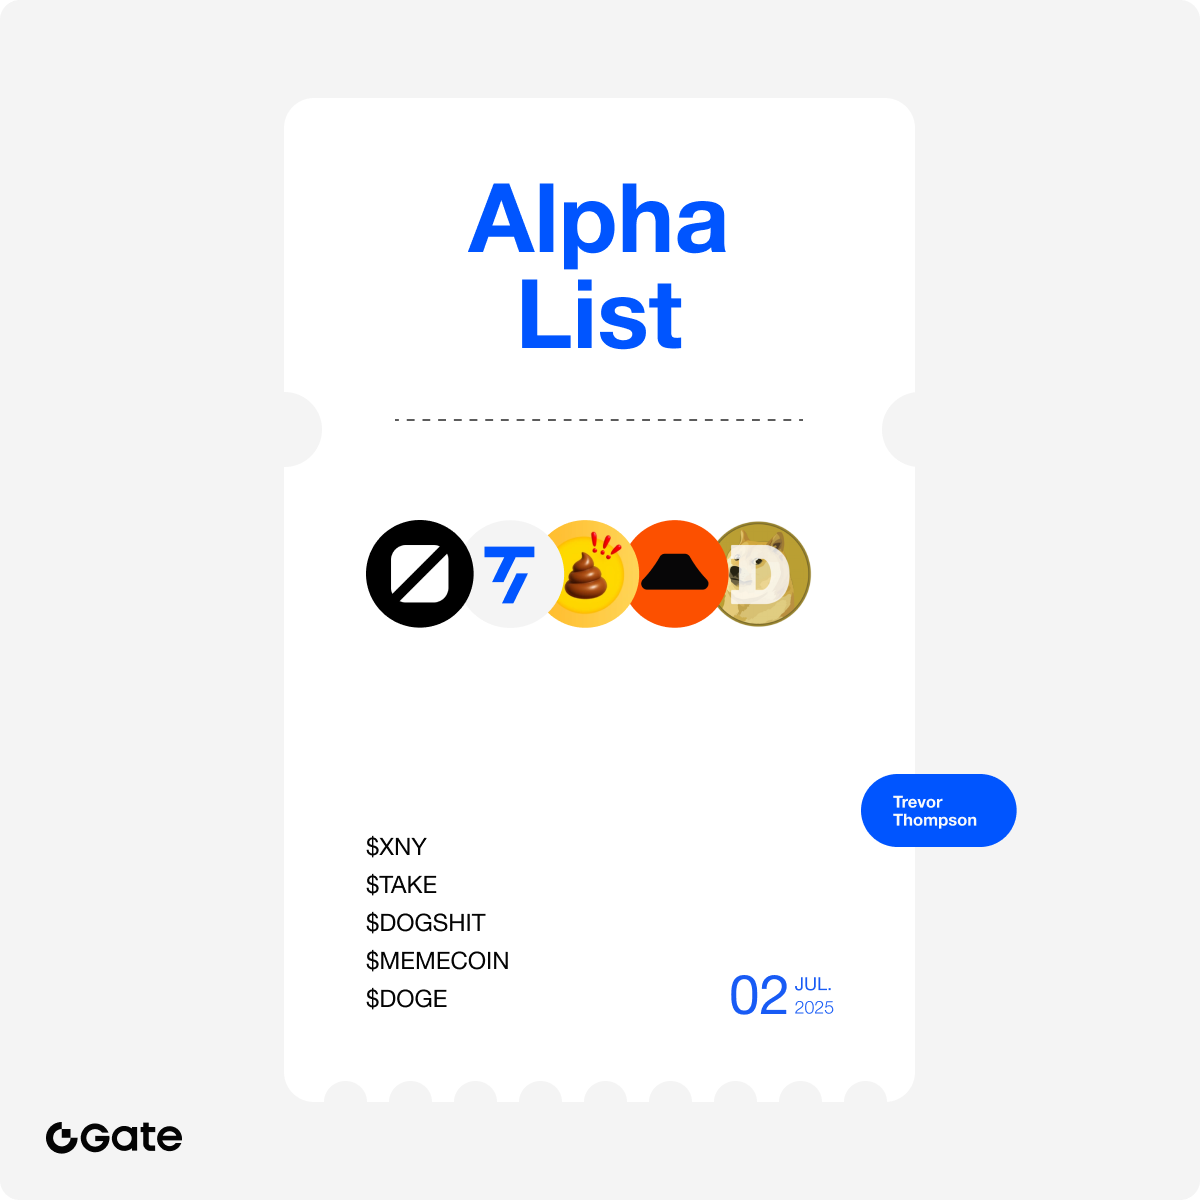 Alpha
List
D
Trevor
Thompson
$XNY
$TAKE
$DOGSHIT
$MEMECOIN
$DOGE
02 JUL.
2025
Gate